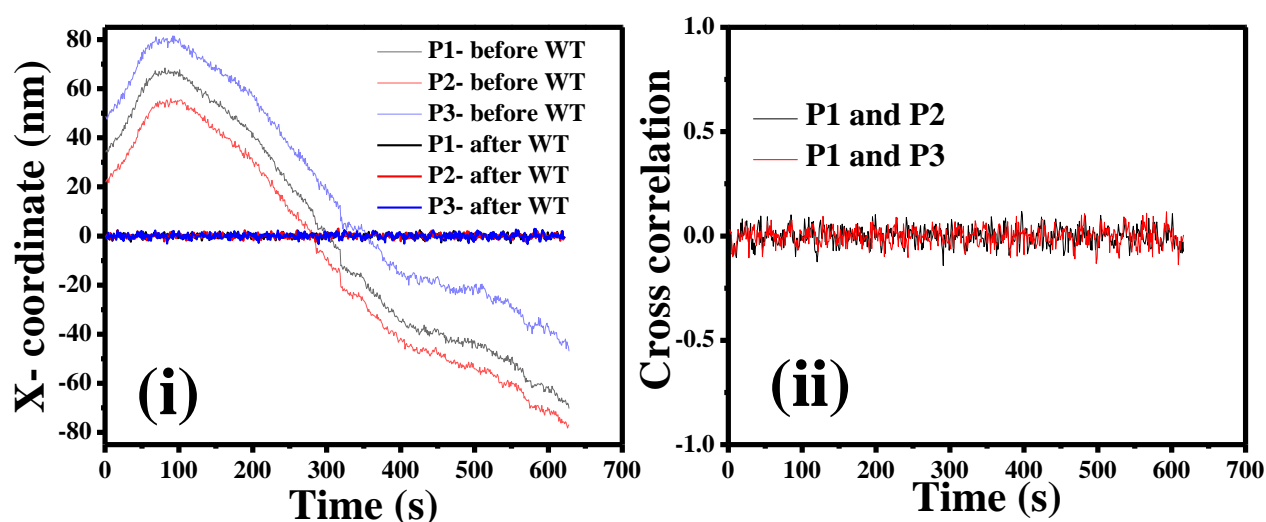 X- coordinate (nm)
80
60
40
20
0
-20
-40
-60
-80
P1- before WT
P2- before WT
P3- before WT
P1- after WT
P2- after WT
P3- after WT
(i)
0 100 200 300 400 500 600 700
Time (s)
Cross correlation
1.0
0.5
0.0
-0.5
-1.0
P1 and P2
P1 and P3
(ii)
0 100 200 300 400 500 600 700
Time (s)